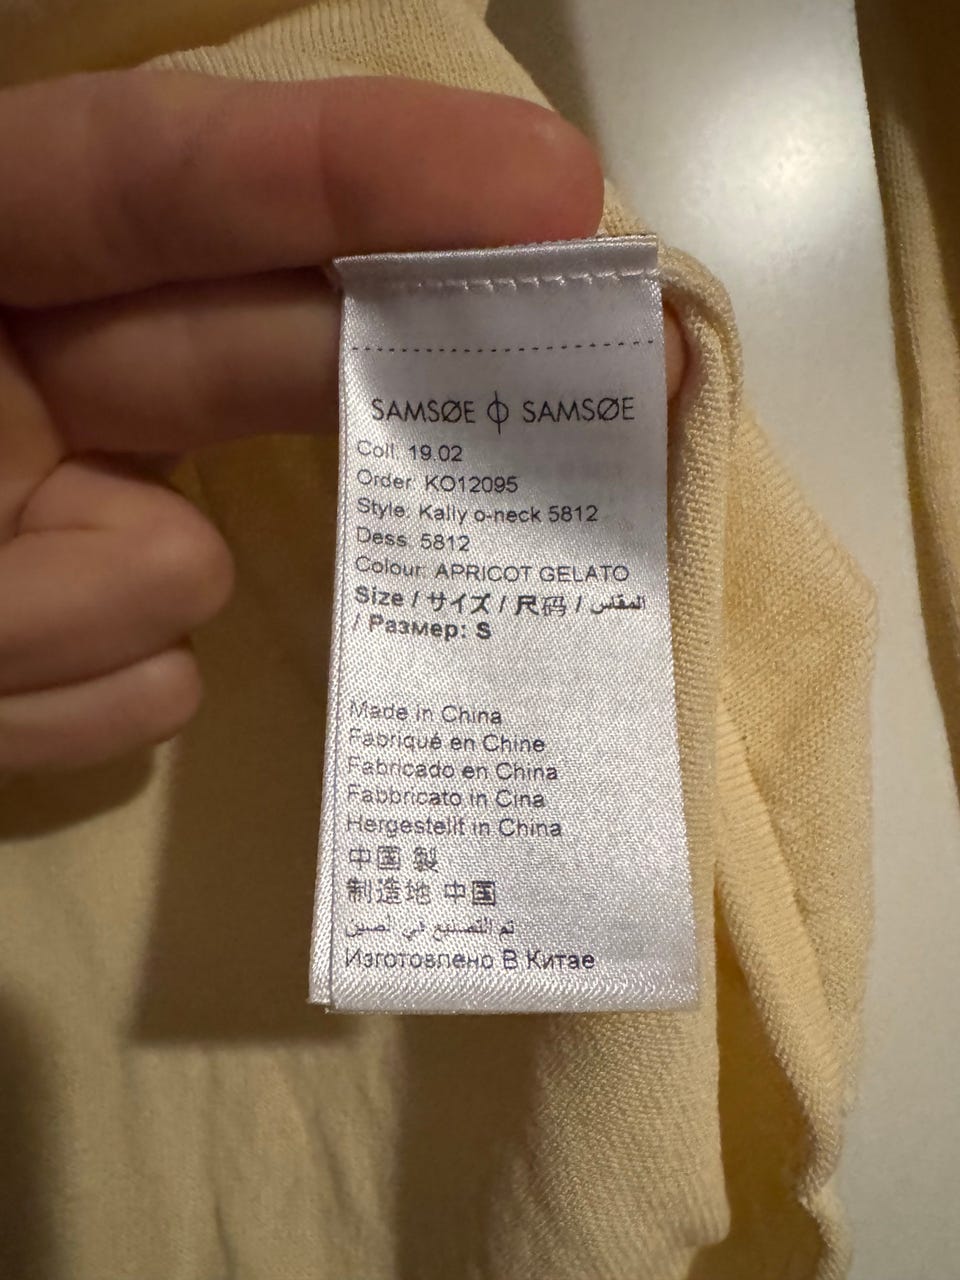 SAMSØE ϕ SAMSØE
Coll. 19.02
Order: KO12095
Style: Kally o-neck 5812
Dess. 5812
Colour: APRICOT GELATO
Size / サイズ / 尺码 / المقاس
/ Размер: S
Made in China
Fabriqué en Chine
Fabricado en China
Fabbricato in Cina
Hergestellt in China
中国 製
制造地 中国
تم التصنيع في الصين
Изготовлено В Китае